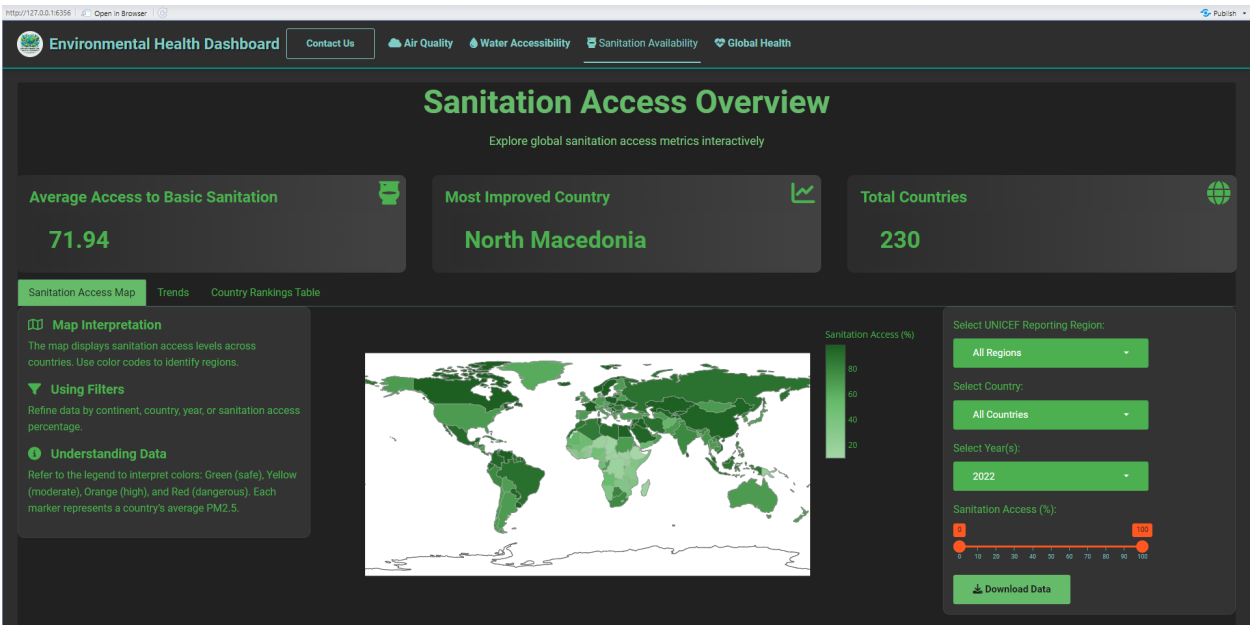 http://127.0.0.1:6356 Open in Browser Publish
Environmental Health Dashboard Contact Us Air Quality Water Accessibility Sanitation Availability Global Health
Sanitation Access Overview
Explore global sanitation access metrics interactively
Average Access to Basic Sanitation
71.94
Most Improved Country
North Macedonia
Total Countries
230
Sanitation Access Map Trends Country Rankings Table
Map Interpretation
The map displays sanitation access levels across
countries. Use color codes to identify regions.
Using Filters
Refine data by continent, country, year, or sanitation access
percentage.
Understanding Data
Refer to the legend to interpret colors: Green (safe), Yellow
(moderate), Orange (high), and Red (dangerous). Each
marker represents a country's average PM2.5.
Sanitation Access (%)
80
60
40
20
Select UNICEF Reporting Region:
All Regions
Select Country:
All Countries
Select Year(s):
2022
Sanitation Access (%):
0 100
0 10 20 30 40 50 60 70 80 90 100
Download Data